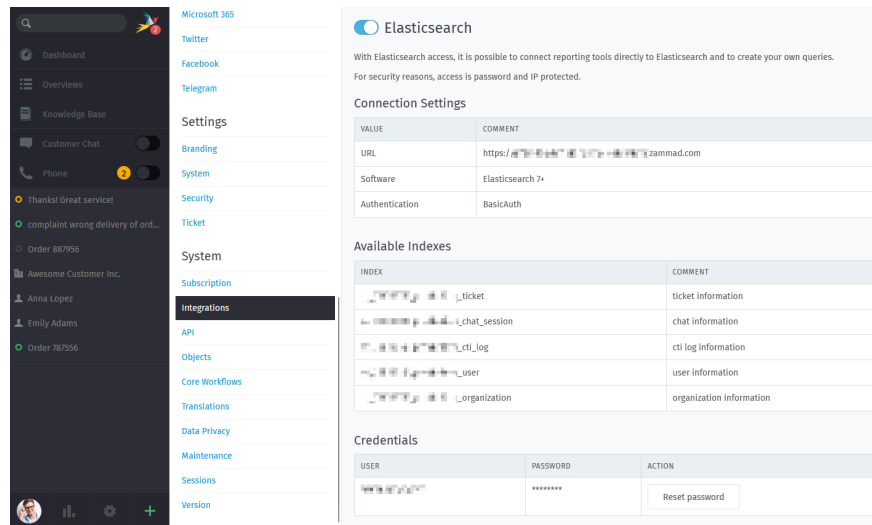 2
Dashboard
Overviews
Knowledge Base
Customer Chat
Phone 2
Thanks! Great service!
complaint wrong delivery of ord...
Order 887956
Awesome Customer Inc.
Anna Lopez
Emily Adams
Order 787556
Microsoft 365
Twitter
Facebook
Telegram
Settings
Branding
System
Security
Ticket
System
Subscription
Integrations
API
Objects
Core Workflows
Translations
Data Privacy
Maintenance
Sessions
Version
Elasticsearch
With Elasticsearch access, it is possible to connect reporting tools directly to Elasticsearch and to create your own queries.
For security reasons, access is password and IP protected.
Connection Settings
VALUE COMMENT
URL https:/ zammad.com
Software Elasticsearch 7+
Authentication BasicAuth
Available Indexes
INDEX COMMENT
_ticket ticket information
_chat_session chat information
_cti_log cti log information
_user user information
_organization organization information
Credentials
USER PASSWORD ACTION
******** Reset password